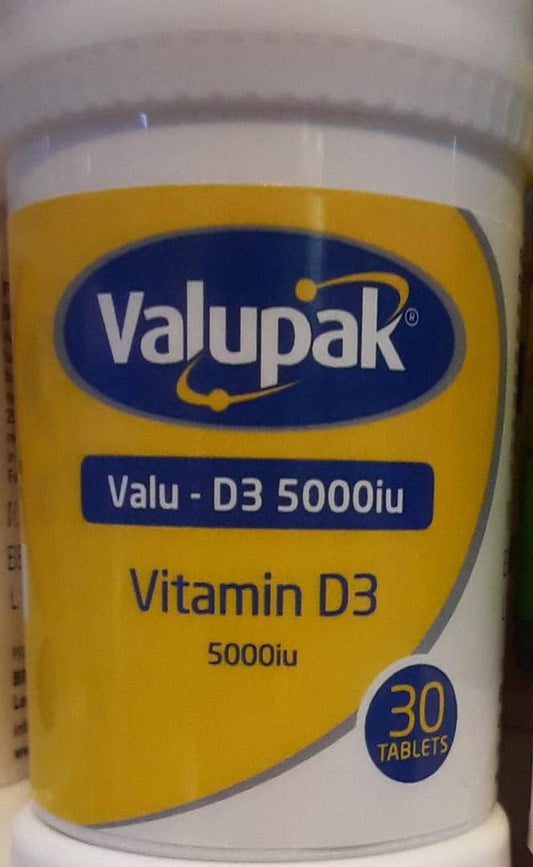 Valupak®
Valu - D3 5000iu
Vitamin D3
5000iu
30
TABLETS